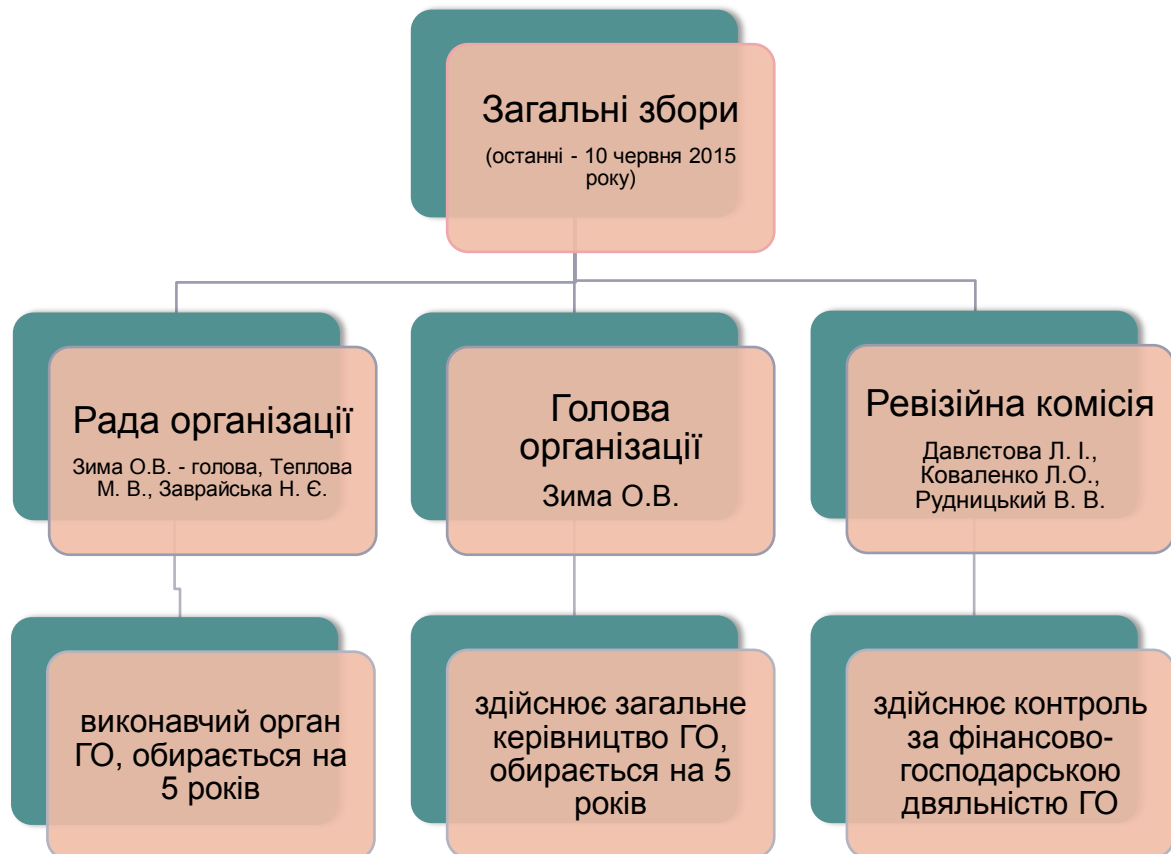 Загальні збори
(останні - 10 червня 2015
року)
Рада організації
Зима О.В. - голова, Теплова
М. В., Заврайська Н. Є.
Голова
організації
Зима О.В.
Ревізійна комісія
Давлєтова Л. І.,
Коваленко Л.О.,
Рудницький В. В.
виконавчий орган
ГО, обирається на
5 років
здійснює загальне
керівництво ГО,
обирається на 5
років
здійснює контроль
за фінансово-
господарською
двяльністю ГО